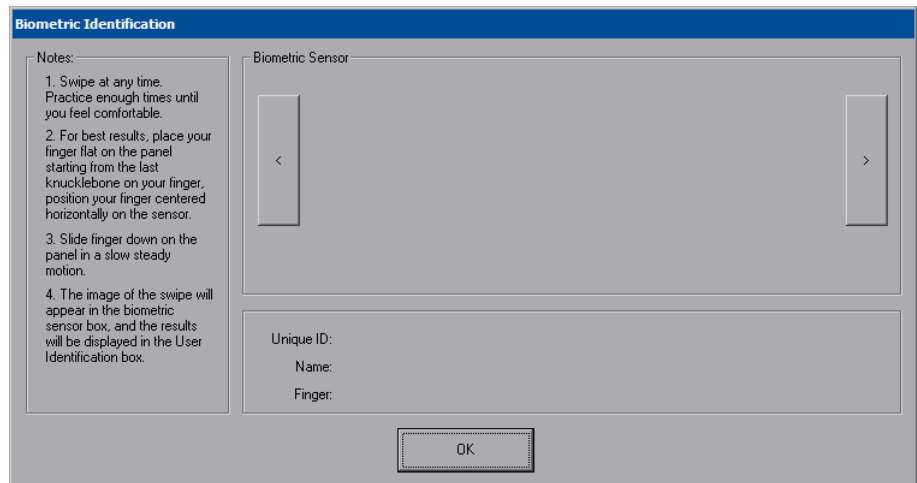 Biometric Identification
Notes:
1. Swipe at any time.
Practice enough times until
you feel comfortable.
2. For best results, place your
finger flat on the panel
starting from the last
knucklebone on your finger,
position your finger centered
horizontally on the sensor.
3. Slide finger down on the
panel in a slow steady
motion.
4. The image of the swipe will
appear in the biometric
sensor box, and the results
will be displayed in the User
Identification box.
Biometric Sensor
<
>
Unique ID:
Name:
Finger:
OK